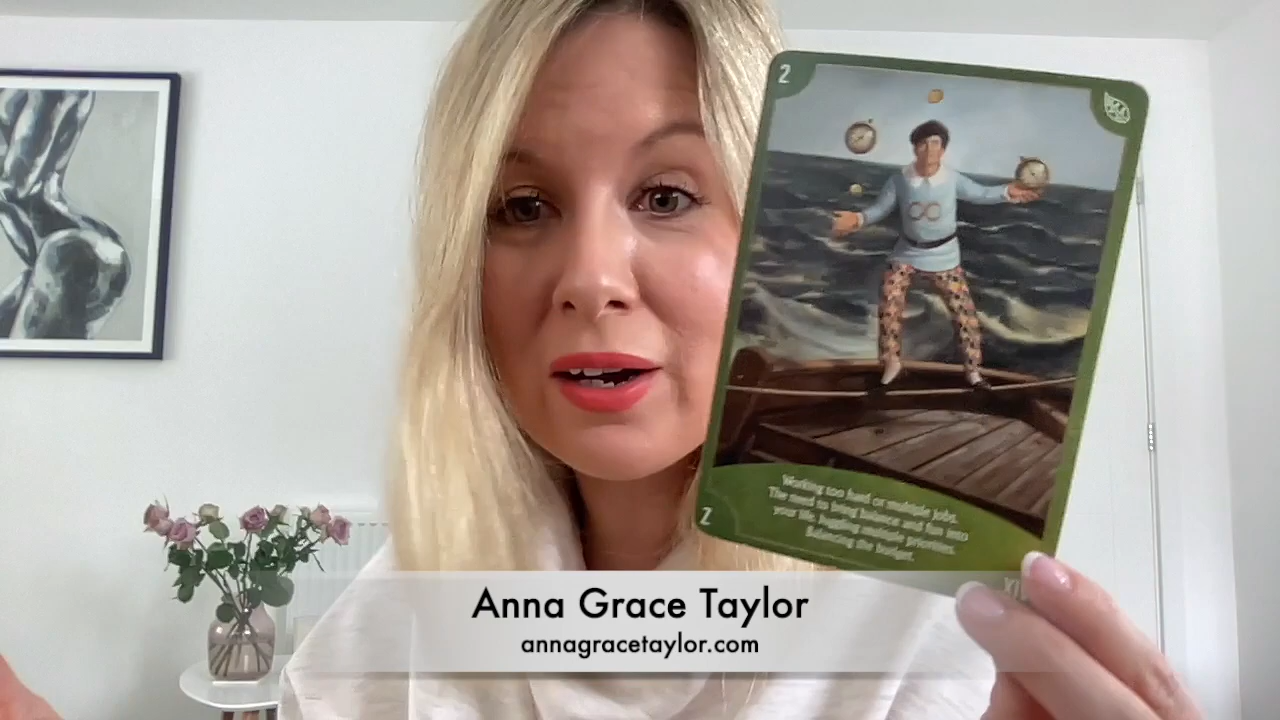 2
Working too hard or multiple jobs.
The need to bring balance and fun into
your life. Juggling multiple priorities.
Balancing the budget.
2
Anna Grace Taylor
annagracetaylor.com